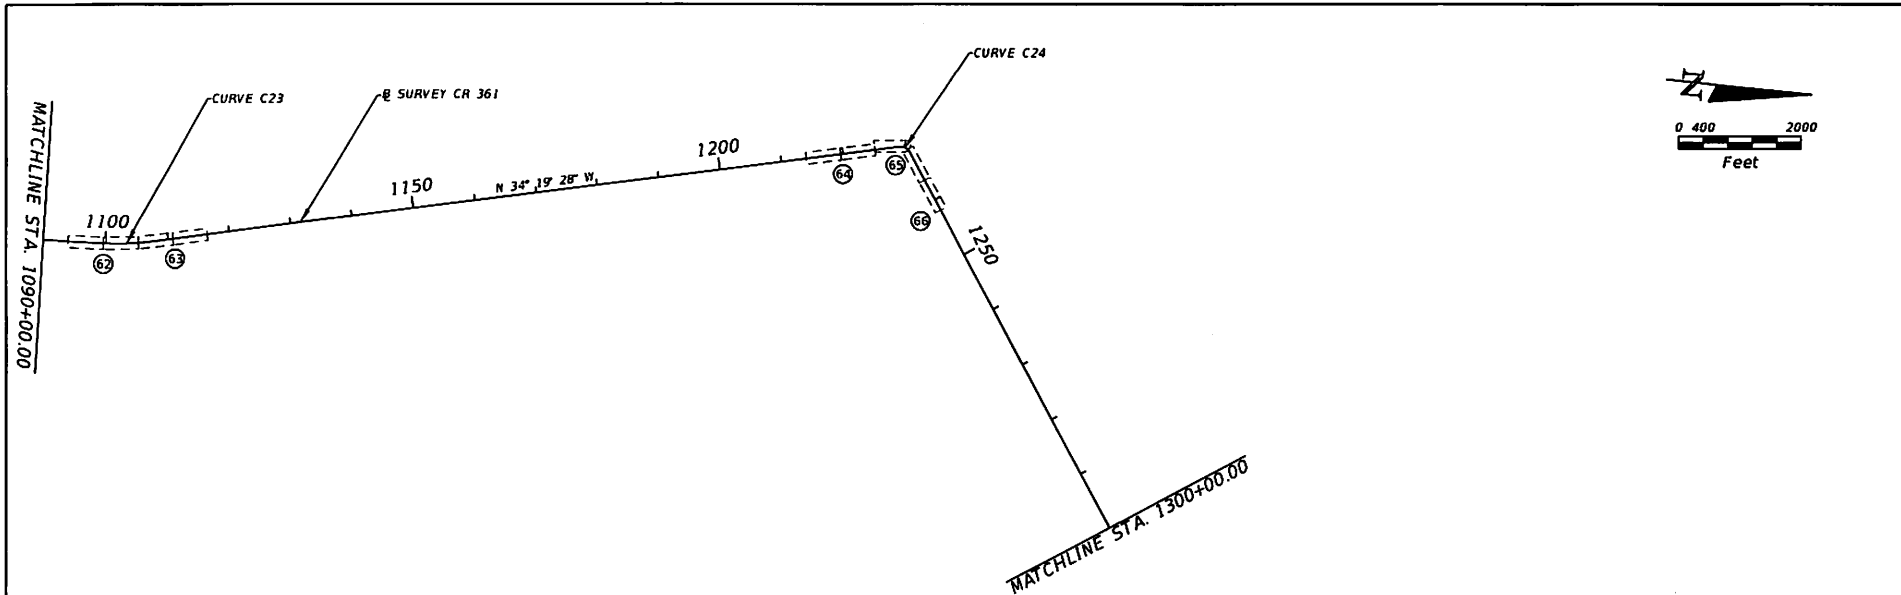 CURVE C24
CURVE C23
℄ SURVEY CR 361
N
0 400 2000
Feet
MATCHLINE STA. 1090+00.00
1100
1150
N 34° 19' 28" W
1200
62
63
64
65
66
1250
MATCHLINE STA. 1300+00.00